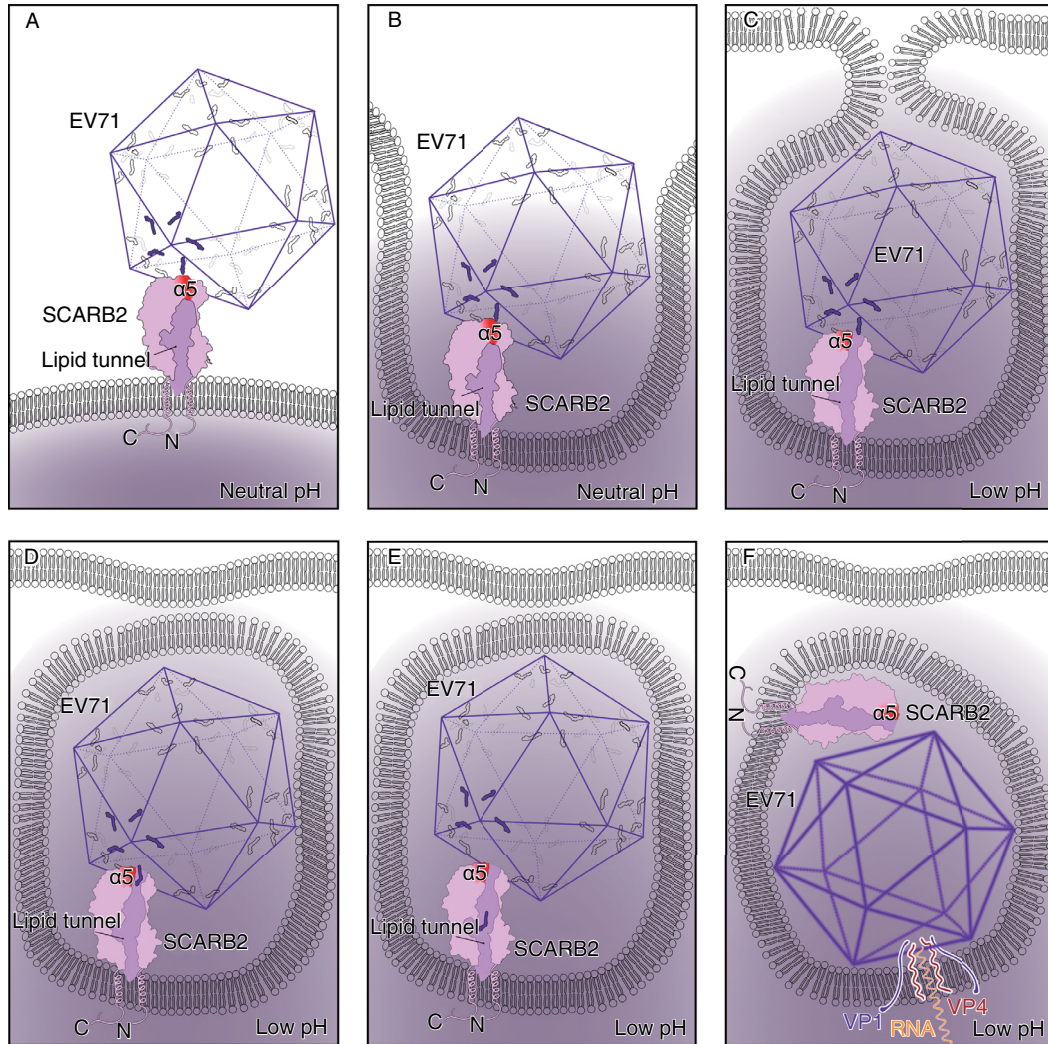 A
EV71
α5
SCARB2
Lipid tunnel
C
N
Neutral pH
B
EV71
α5
Lipid tunnel
SCARB2
C
N
Neutral pH
C
EV71
α5
Lipid tunnel
SCARB2
C
N
Low pH
D
EV71
α5
Lipid tunnel
SCARB2
C
N
Low pH
E
EV71
α5
Lipid tunnel
SCARB2
C
N
Low pH
F
C
N
α5 SCARB2
EV71
VP1
RNA
VP4
Low pH